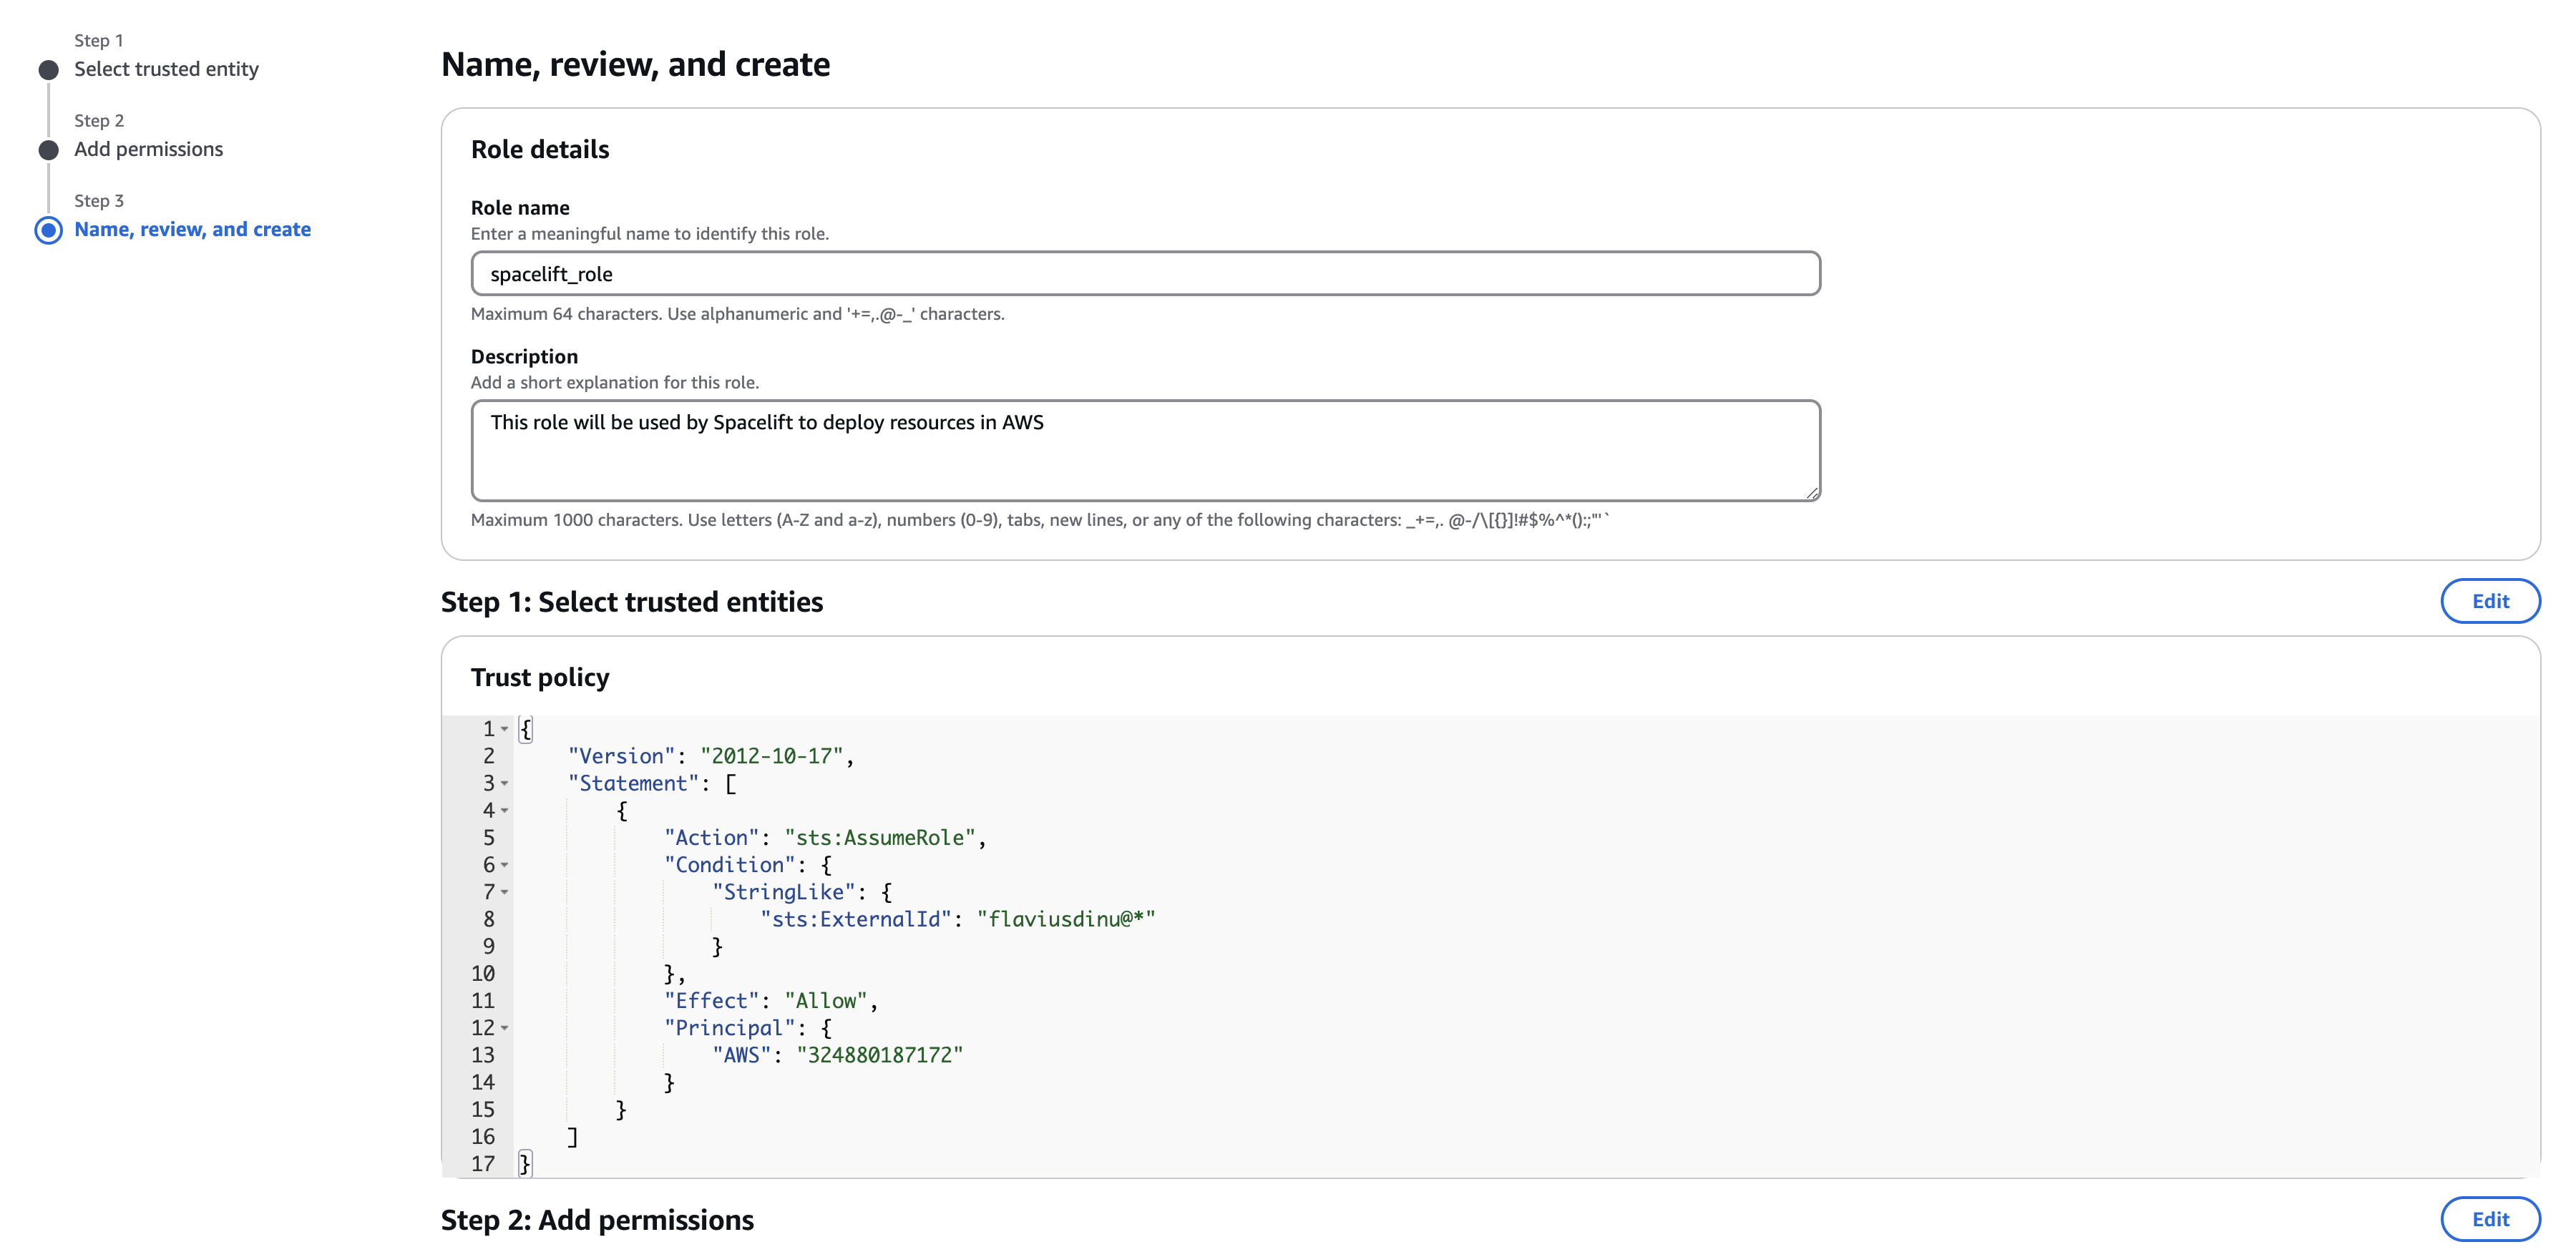 Step 1
Select trusted entity
Step 2
Add permissions
Step 3
Name, review, and create
Name, review, and create
Role details
Role name
Enter a meaningful name to identify this role.
spacelift_role
Maximum 64 characters. Use alphanumeric and '+=,.@-_' characters.
Description
Add a short explanation for this role.
This role will be used by Spacelift to deploy resources in AWS
Maximum 1000 characters. Use letters (A-Z and a-z), numbers (0-9), tabs, new lines, or any of the following characters: _+=,. @-/\[{}]!#$%^*();:"'`
Step 1: Select trusted entities
Edit
Trust policy
1 {
2     "Version": "2012-10-17",
3     "Statement": [
4         {
5             "Action": "sts:AssumeRole",
6             "Condition": {
7                 "StringLike": {
8                     "sts:ExternalId": "flaviusdinu@*"
9                 }
10             },
11             "Effect": "Allow",
12             "Principal": {
13                 "AWS": "324880187172"
14             }
15         }
16     ]
17 }
Step 2: Add permissions
Edit